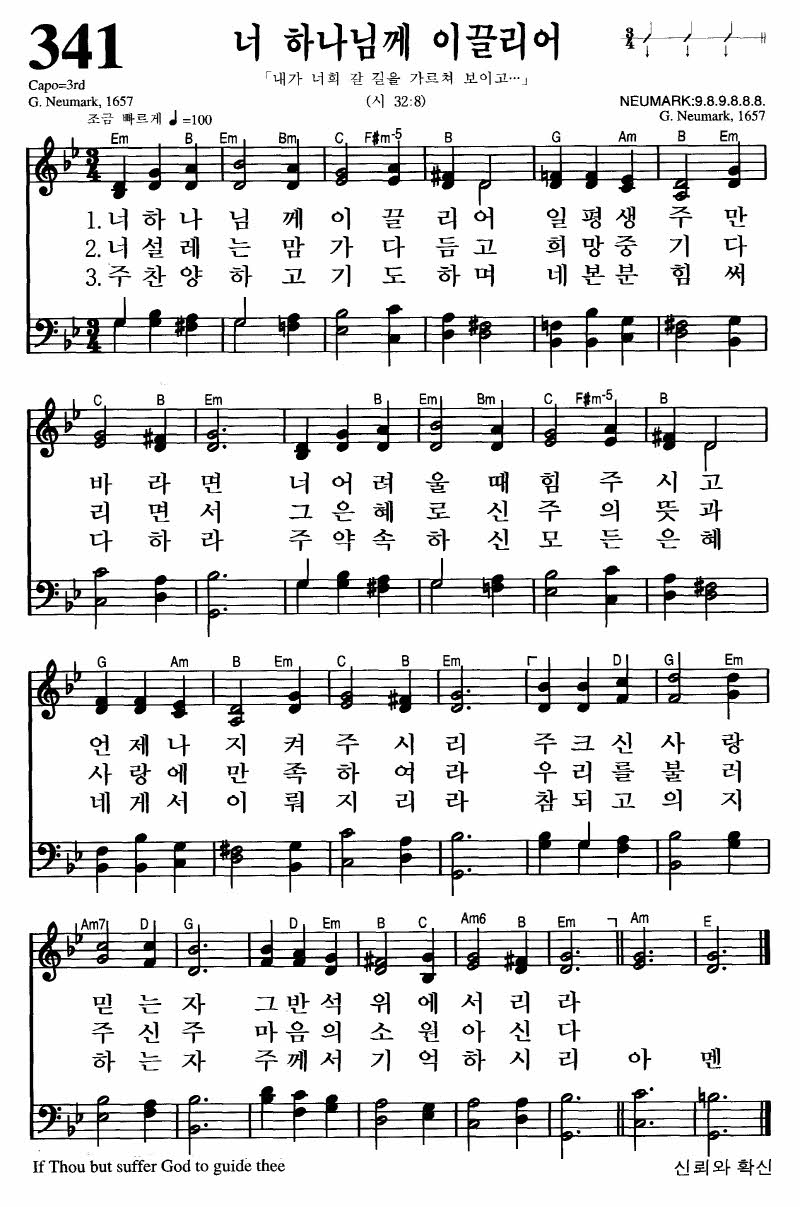 341
너 하나님께 이끌리어
「내가 너희 갈 길을 가르쳐 보이고…」
(시 32:8)
Capo=3rd
G. Neumark, 1657
NEUMARK:9.8.9.8.8.8.
G. Neumark, 1657
조금 빠르게 ♩=100
Em B Em Bm C F#m-5 B G Am B G
1. 너 하 나 님 께 이 끌 리 어 일 평 생 주 만
2. 너 설 레 는 맘 가 다 듬 고 희 망 중 기 다
3. 주 찬 양 하 고 기 도 하 며 네 본 분 힘 써
C B Em B Em Bm C F#m-5 B
바 라 면 너 어 려 울 때 힘 주 시 고
리 면 서 그 은 혜 로 신 주 의 뜻 과
다 하 라 주 약 속 하 신 모 든 은 혜
G Am B Em C B Em D G Em
언 제 나 지 켜 주 시 리 주 크 신 사 랑
사 랑 에 만 족 하 여 라 우 리 를 불 러
네 게 서 이 뤄 지 리 라 참 되 고 의 지
Am7 D G D Em B C Am6 B Em Am E
믿 는 자 그 반 석 위 에 서 리 라
주 신 주 마 음 의 소 원 아 신 다
하 는 자 주 께 서 기 억 하 시 리 아 멘
If Thou but suffer God to guide thee
신뢰와 확신